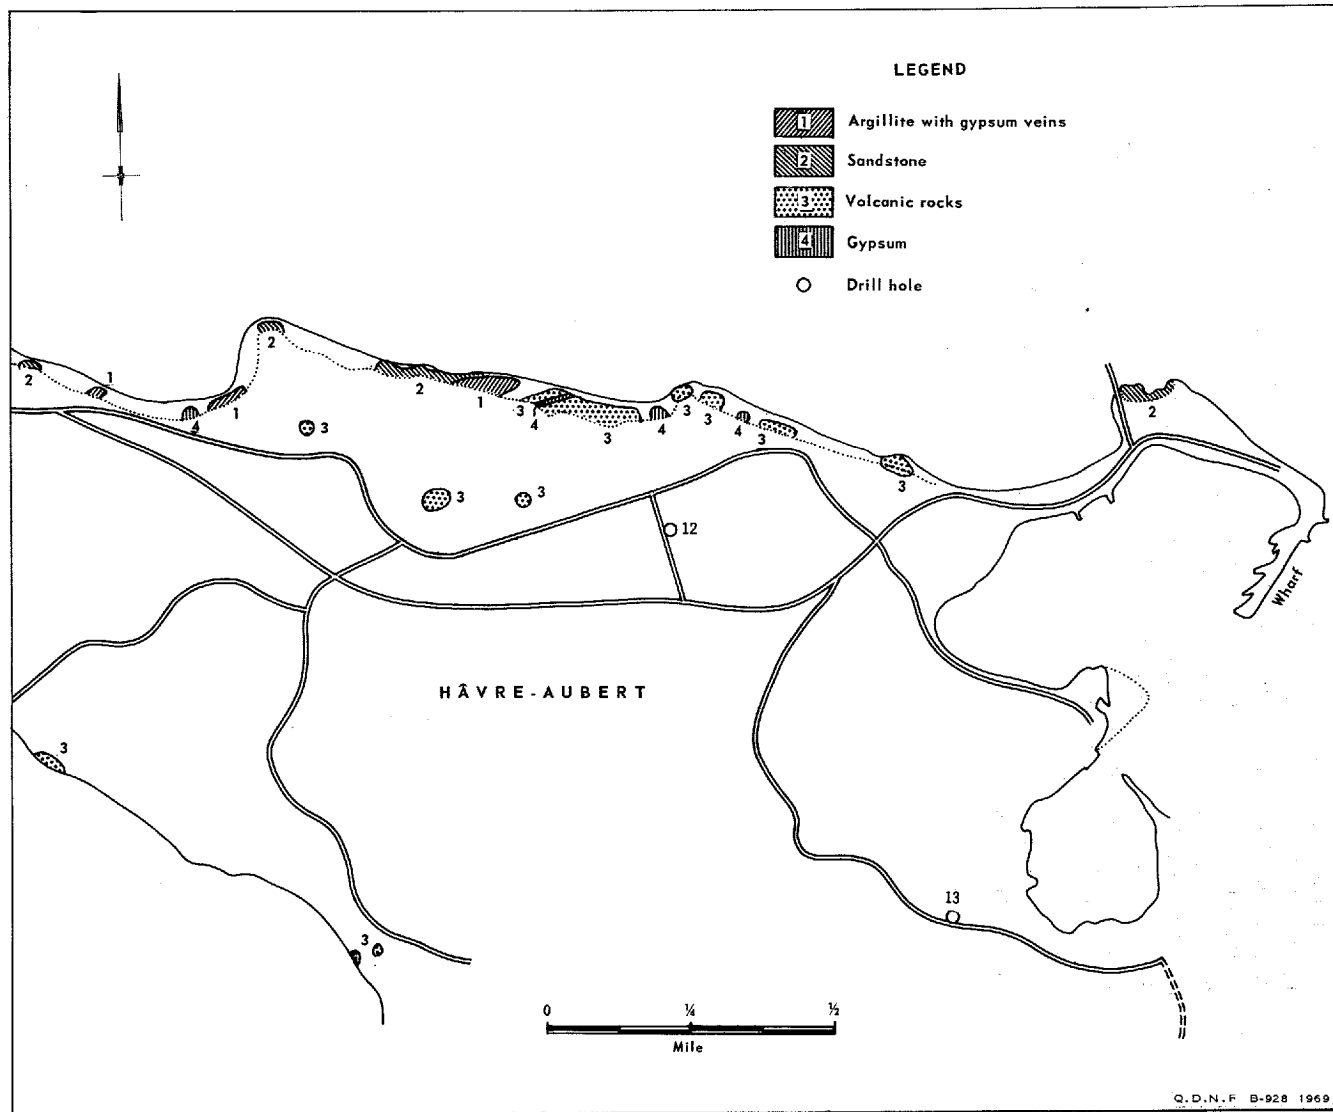 LEGEND
1 Argillite with gypsum veins
2 Sandstone
3 Volcanic rocks
4 Gypsum
Drill hole
2
2
1
2
1
3
3
4
1
4
3
4
3
3
4
3
3
2
3
3
3
12
Wharf
HÂVRE-AUBERT
3
13
3
0 ¼ ½
Mile
Q.D.N.F. B-928 1969